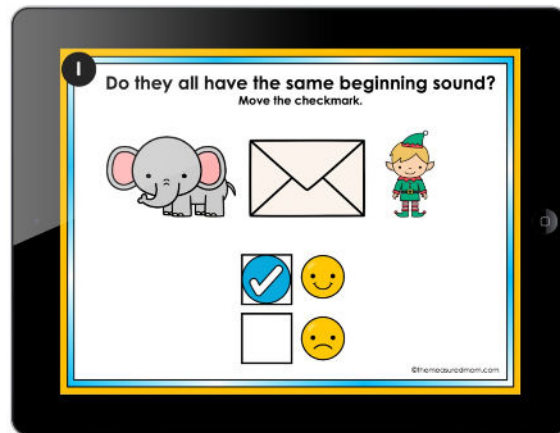 1
Do they all have the same beginning sound?
Move the checkmark.
©themeasuredmom.com